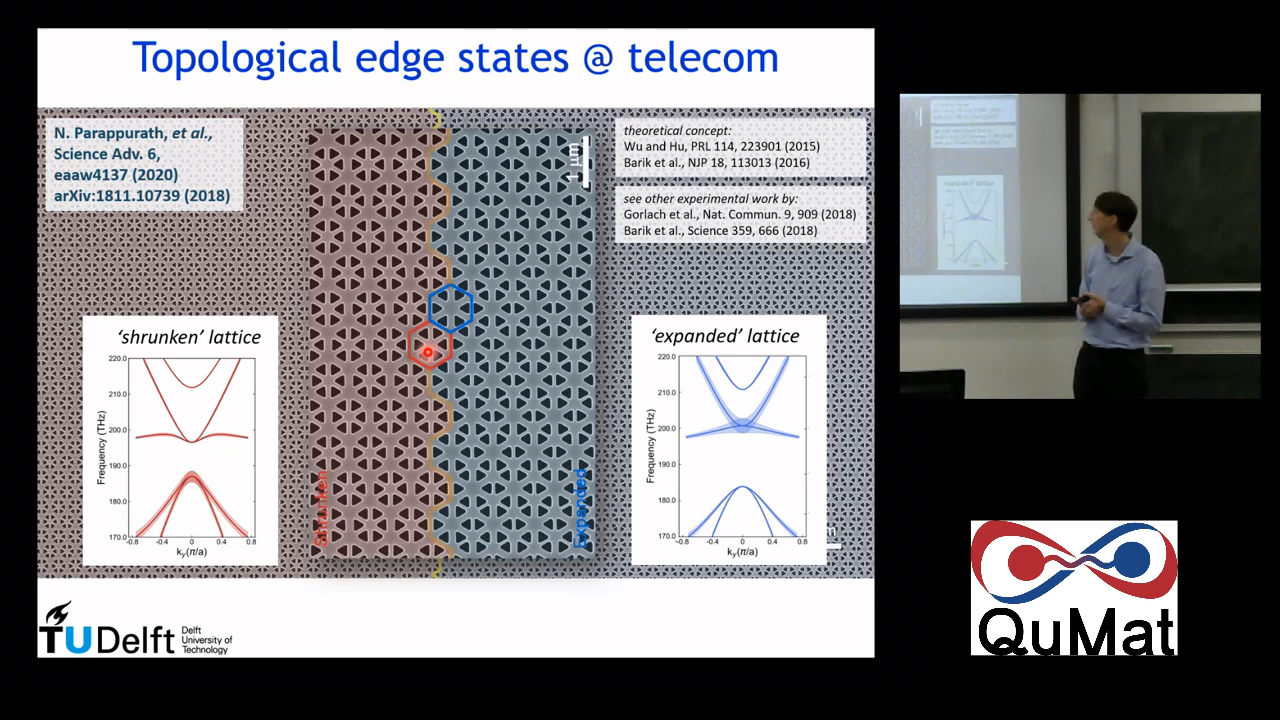 Topological edge states @ telecom
N. Parappurath, et al.,
Science Adv. 6,
eaaw4137 (2020)
arXiv:1811.10739 (2018)
theoretical concept:
Wu and Hu, PRL 114, 223901 (2015)
Barik et al., NJP 18, 113013 (2016)
see other experimental work by:
Gorlach et al., Nat. Commun. 9, 909 (2018)
Barik et al., Science 359, 666 (2018)
1 μm
Shrunken
Expanded
‘shrunken’ lattice
220.0
210.0
200.0
190.0
180.0
170.0
Frequency (THz)
-0.8 -0.4 0 0.4 0.8
ky(π/a)
‘expanded’ lattice
220.0
210.0
200.0
190.0
180.0
170.0
Frequency (THz)
-0.8 -0.4 0 0.4 0.8
ky(π/a)
TUDelft
Delft
University of
Technology
QuMat